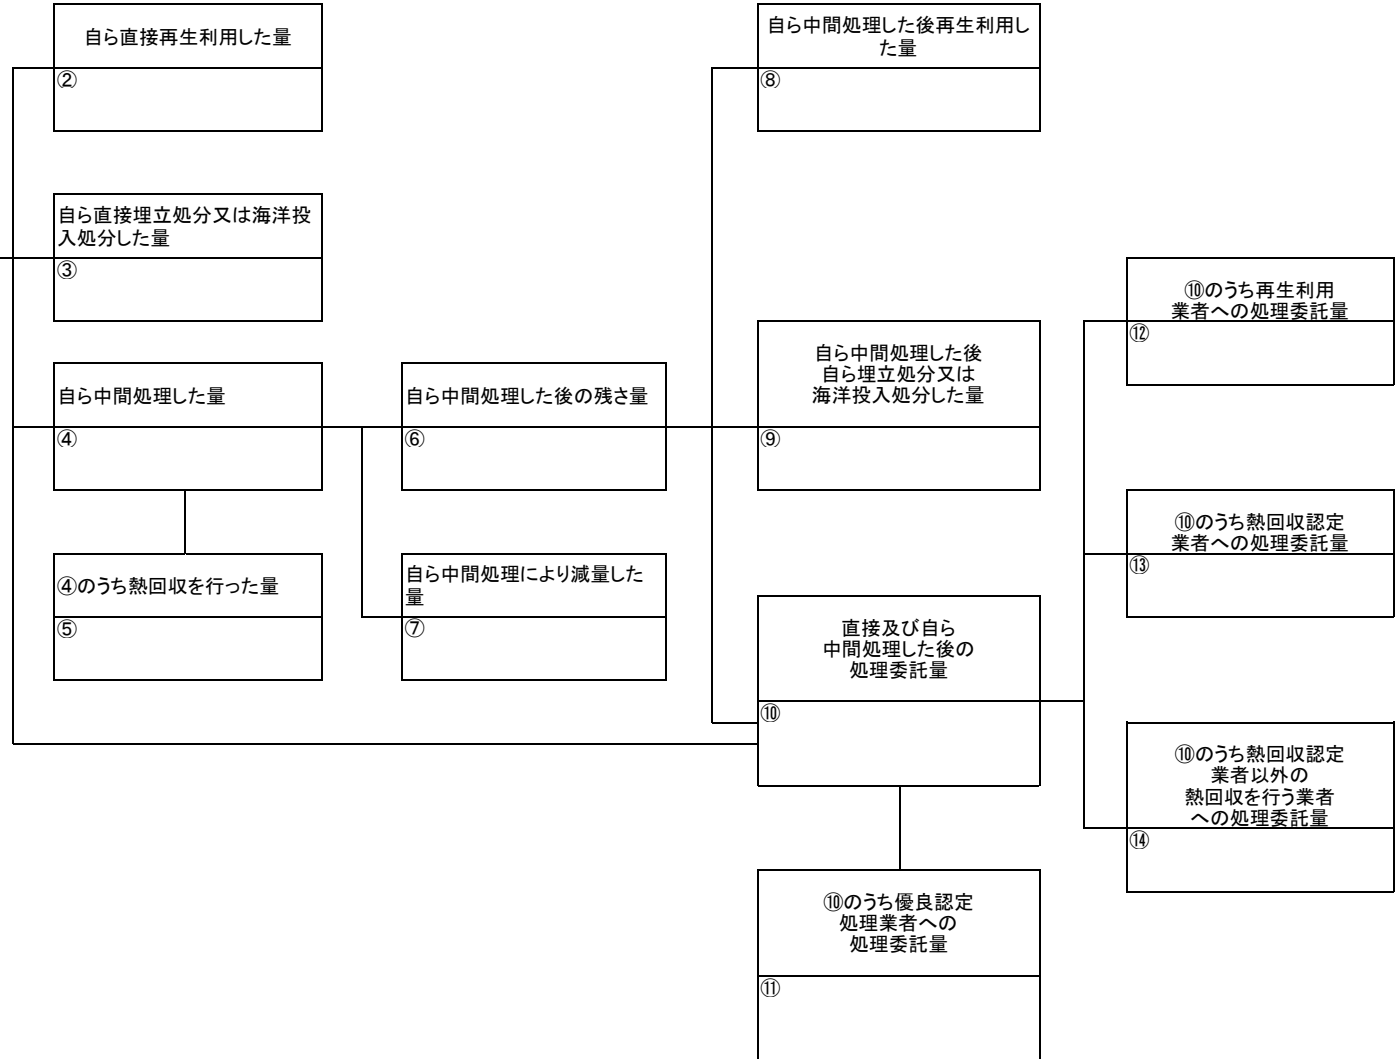 自ら直接再生利用した量
②
自ら直接埋立処分又は海洋投
入処分した量
③
自ら中間処理した量
④
④のうち熱回収を行った量
⑤
自ら中間処理した後の残さ量
⑥
自ら中間処理により減量した
量
⑦
自ら中間処理した後再生利用し
た量
⑧
自ら中間処理した後
自ら埋立処分又は
海洋投入処分した量
⑨
直接及び自ら
中間処理した後の
処理委託量
⑩
⑩のうち優良認定
処理業者への
処理委託量
⑪
⑩のうち再生利用
業者への処理委託量
⑫
⑩のうち熱回収認定
業者への処理委託量
⑬
⑩のうち熱回収認定
業者以外の
熱回収を行う業者
への処理委託量
⑭